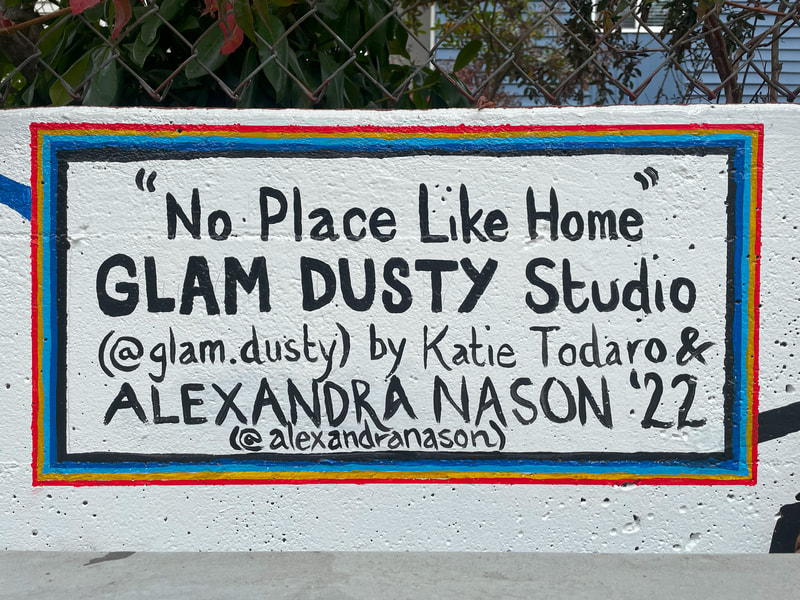 "No Place Like Home"
GLAM DUSTY Studio
(@glam.dusty) by Katie Todaro &
ALEXANDRA NASON '22
(@alexandranason)